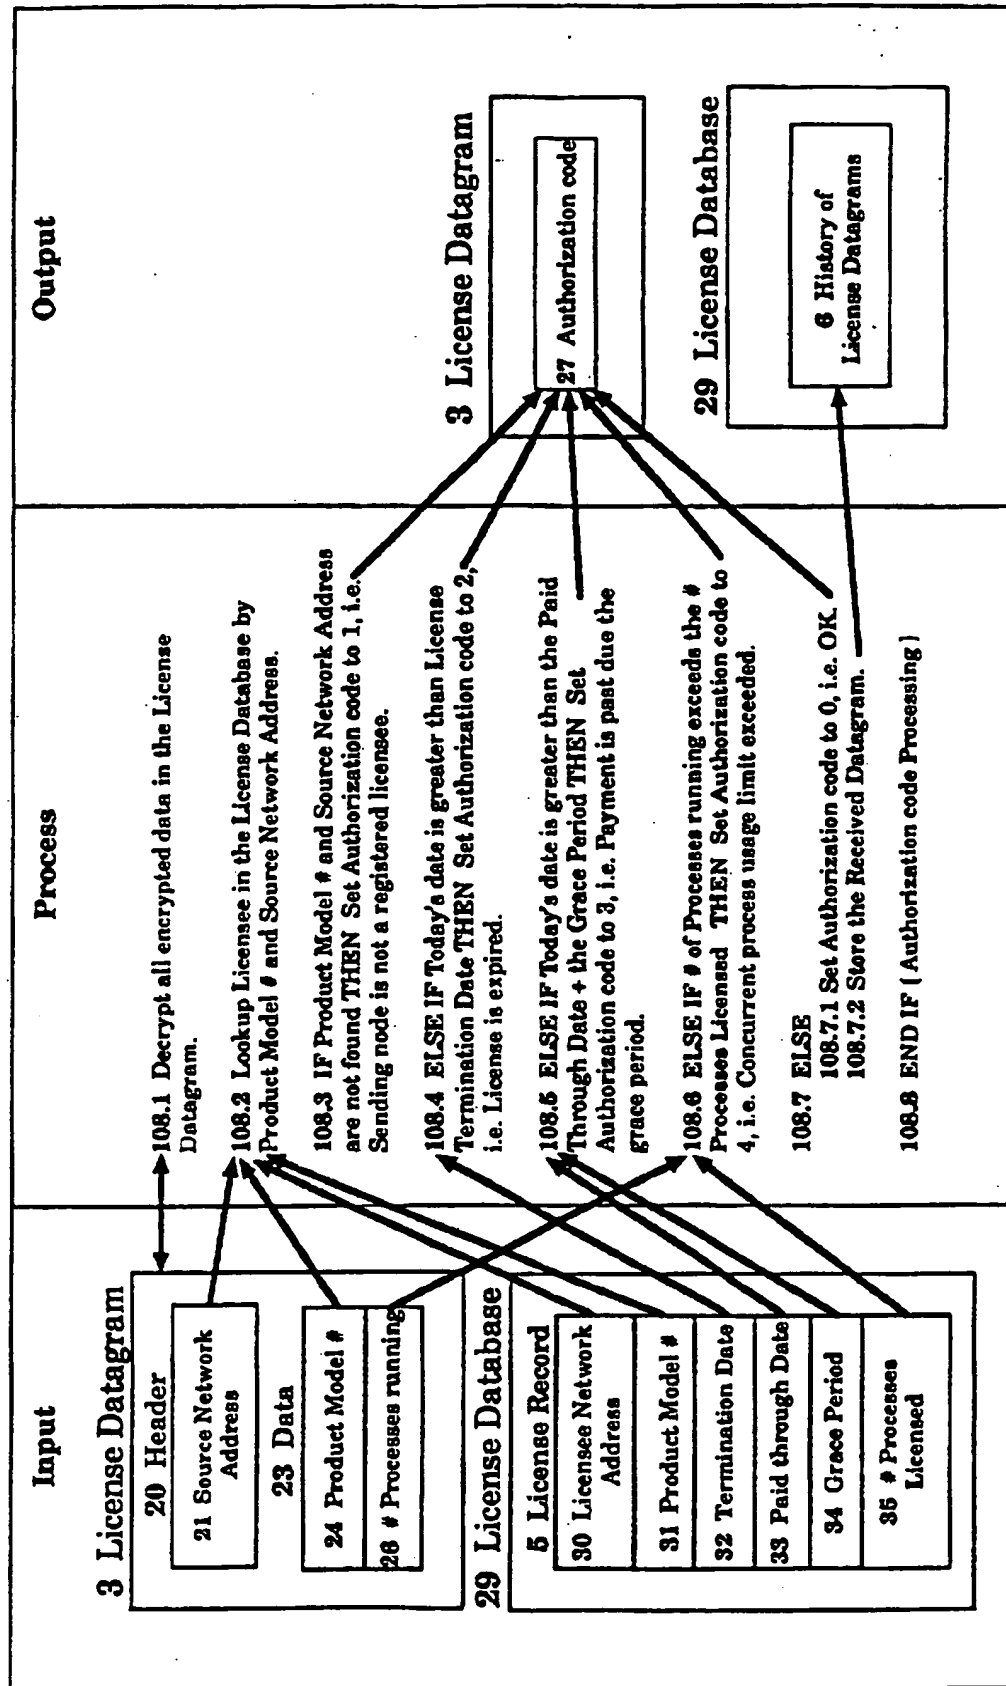 Input
3 License Datagram
20 Header
21 Source Network
Address
23 Data
24 Product Model #
26 # Processes running
29 License Database
5 License Record
30 Licensee Network
Address
31 Product Model #
32 Termination Date
33 Paid through Date
34 Grace Period
35 # Processes
Licensed
Process
108.1 Decrypt all encrypted data in the License
Datagram.
108.2 Lookup Licensee in the License Database by
Product Model # and Source Network Address.
108.3 IF Product Model # and Source Network Address
are not found THEN Set Authorization code to 1, i.e.
Sending node is not a registered licensee.
108.4 ELSE IF Today's date is greater than License
Termination Date THEN Set Authorization code to 2,
i.e. License is expired.
108.5 ELSE IF Today's date is greater than the Paid
Through Date + the Grace Period THEN Set
Authorization code to 3, i.e. Payment is past due the
grace period.
108.6 ELSE IF # of Processes running exceeds the #
Processes Licensed THEN Set Authorization code to
4, i.e. Concurrent process usage limit exceeded.
108.7 ELSE
108.7.1 Set Authorization code to 0, i.e. OK.
108.7.2 Store the Received Datagram.
108.8 END IF ( Authorization code Processing )
Output
3 License Datagram
27 Authorization code
29 License Database
6 History of
License Datagrams